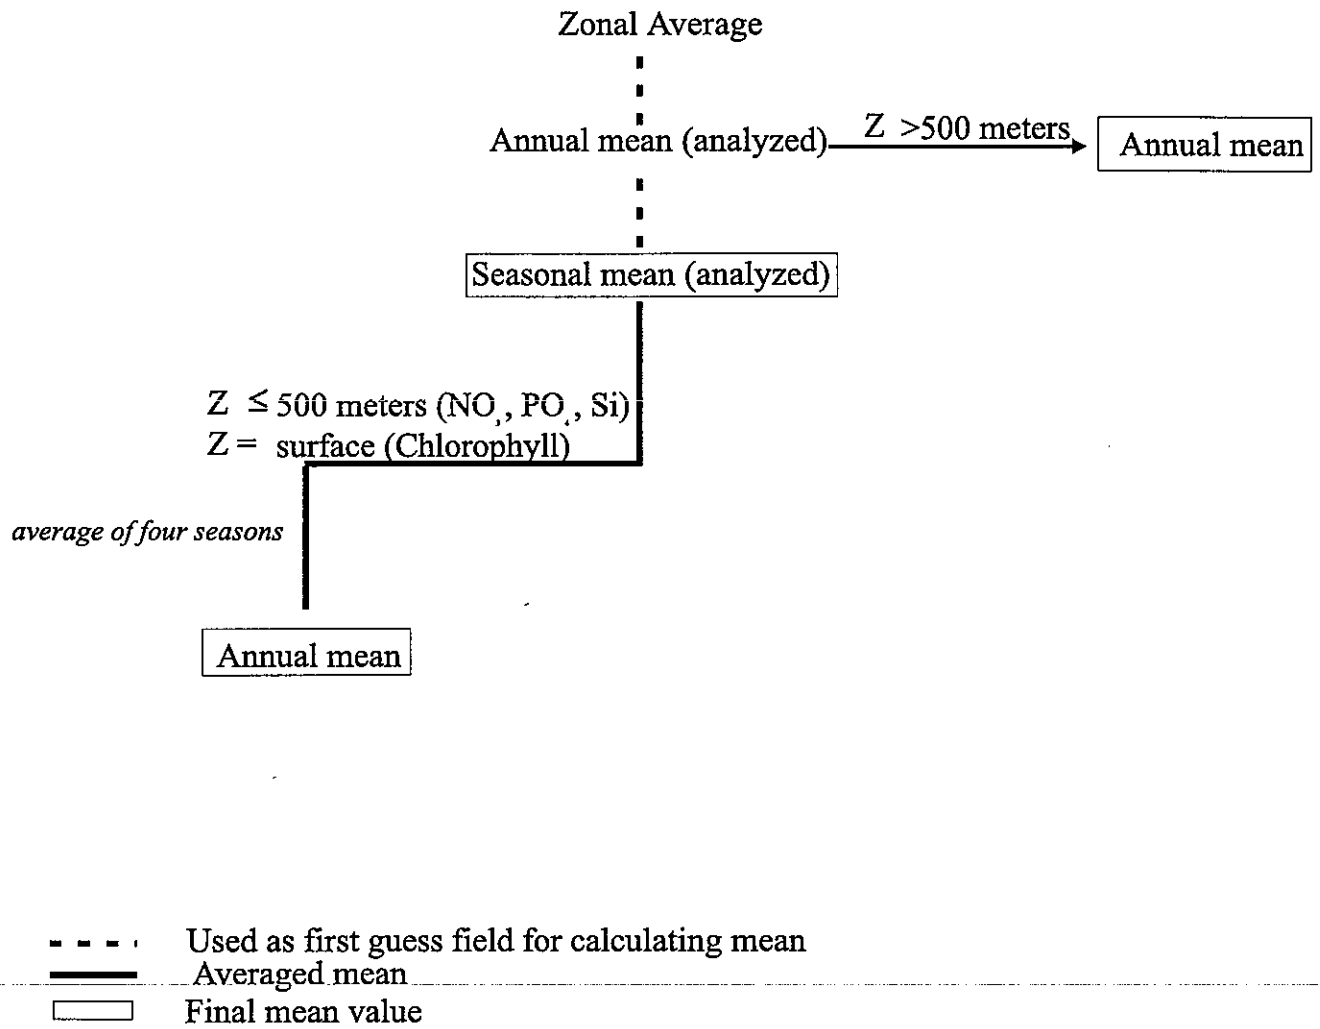 Zonal Average
Annual mean (analyzed)
Z >500 meters
Annual mean
Seasonal mean (analyzed)
Z ≤ 500 meters (NO₃, PO₄, Si)
Z = surface (Chlorophyll)
average of four seasons
Annual mean
Used as first guess field for calculating mean
Averaged mean
Final mean value